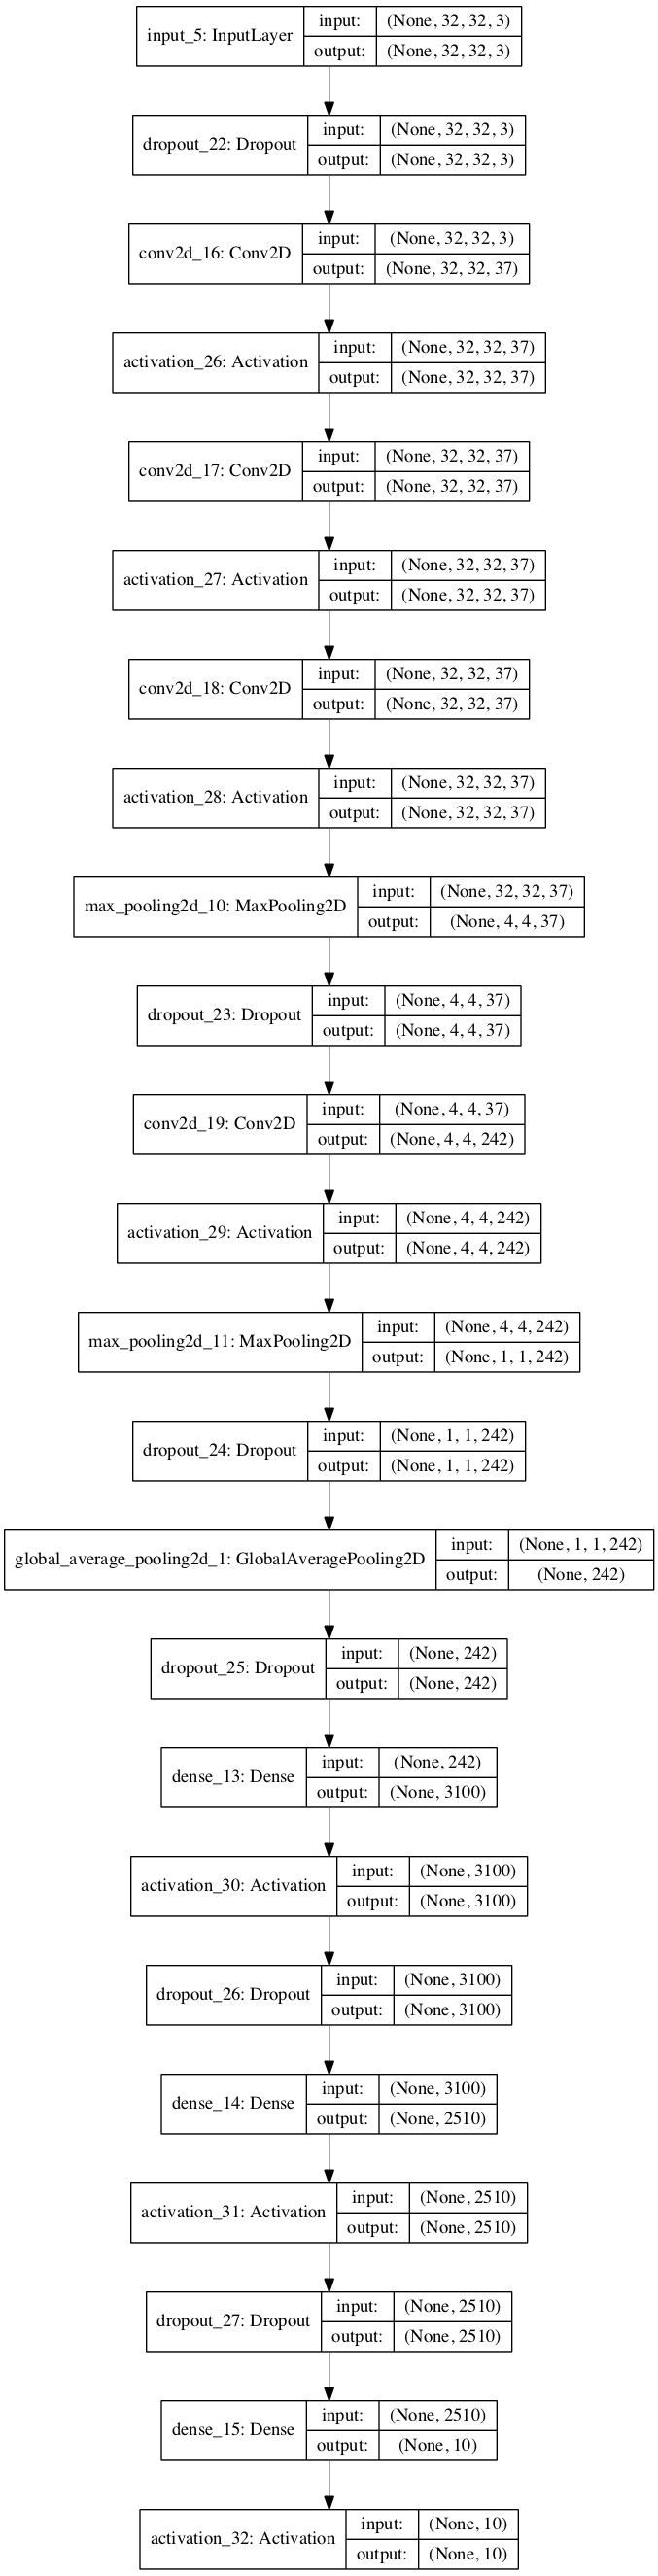 input_5: InputLayer
input:
(None, 32, 32, 3)
output:
(None, 32, 32, 3)
dropout_22: Dropout
input:
(None, 32, 32, 3)
output:
(None, 32, 32, 3)
conv2d_16: Conv2D
input:
(None, 32, 32, 3)
output:
(None, 32, 32, 37)
activation_26: Activation
input:
(None, 32, 32, 37)
output:
(None, 32, 32, 37)
conv2d_17: Conv2D
input:
(None, 32, 32, 37)
output:
(None, 32, 32, 37)
activation_27: Activation
input:
(None, 32, 32, 37)
output:
(None, 32, 32, 37)
conv2d_18: Conv2D
input:
(None, 32, 32, 37)
output:
(None, 32, 32, 37)
activation_28: Activation
input:
(None, 32, 32, 37)
output:
(None, 32, 32, 37)
max_pooling2d_10: MaxPooling2D
input:
(None, 32, 32, 37)
output:
(None, 4, 4, 37)
dropout_23: Dropout
input:
(None, 4, 4, 37)
output:
(None, 4, 4, 37)
conv2d_19: Conv2D
input:
(None, 4, 4, 37)
output:
(None, 4, 4, 242)
activation_29: Activation
input:
(None, 4, 4, 242)
output:
(None, 4, 4, 242)
max_pooling2d_11: MaxPooling2D
input:
(None, 4, 4, 242)
output:
(None, 1, 1, 242)
dropout_24: Dropout
input:
(None, 1, 1, 242)
output:
(None, 1, 1, 242)
global_average_pooling2d_1: GlobalAveragePooling2D
input:
(None, 1, 1, 242)
output:
(None, 242)
dropout_25: Dropout
input:
(None, 242)
output:
(None, 242)
dense_13: Dense
input:
(None, 242)
output:
(None, 3100)
activation_30: Activation
input:
(None, 3100)
output:
(None, 3100)
dropout_26: Dropout
input:
(None, 3100)
output:
(None, 3100)
dense_14: Dense
input:
(None, 3100)
output:
(None, 2510)
activation_31: Activation
input:
(None, 2510)
output:
(None, 2510)
dropout_27: Dropout
input:
(None, 2510)
output:
(None, 2510)
dense_15: Dense
input:
(None, 2510)
output:
(None, 10)
activation_32: Activation
input:
(None, 10)
output:
(None, 10)